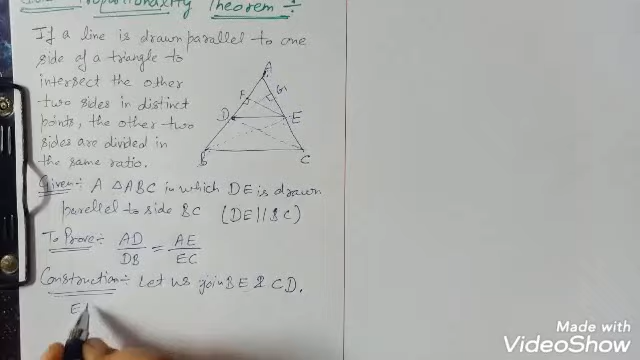 Proportionality Theorem :-
If a line is drawn parallel to one
side of a triangle to
intersect the other
two sides in distinct
points, the other two
sides are divided in
the same ratio.
A
F
G
D
E
B
C
Given :- A △ABC in which DE is drawn
parellel to side BC (DE||BC)
To Prove :- AD/DB = AE/EC
Construction :- Let us join BE & CD.
Made with
VivaVideo